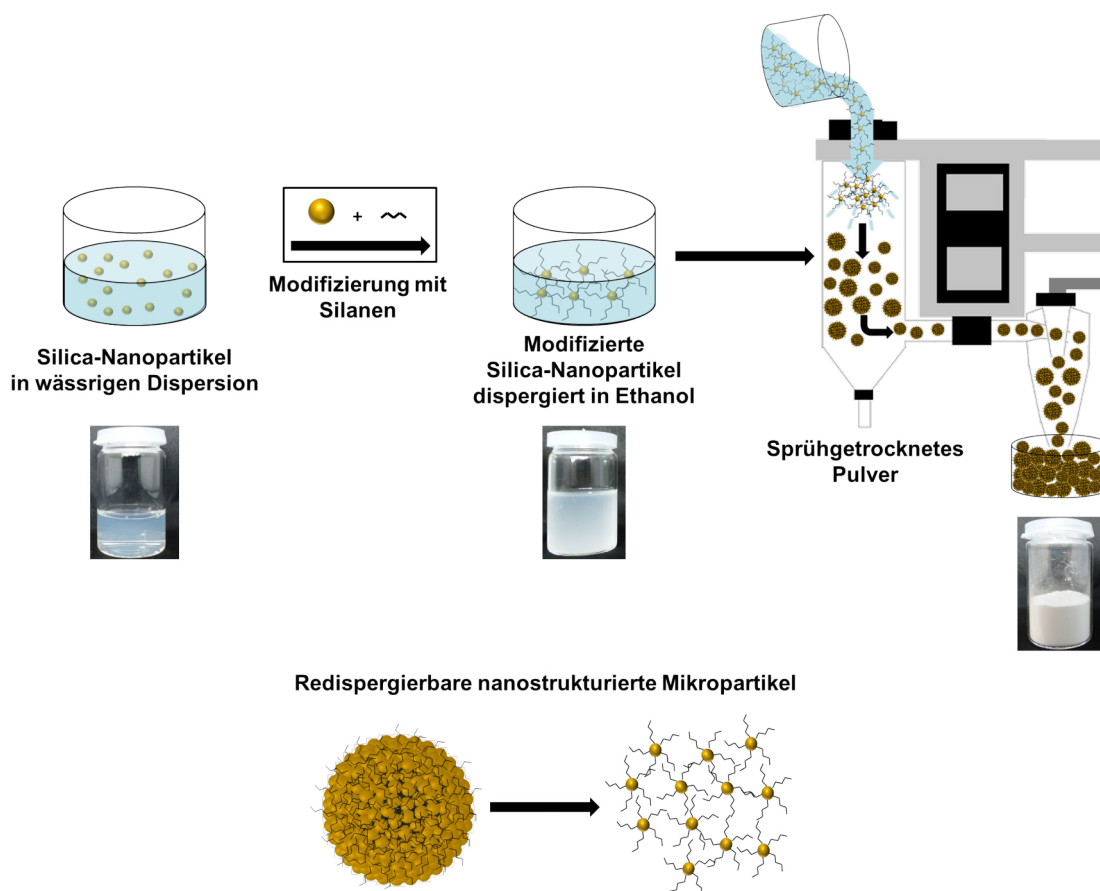 +
Modifizierung mit
Silanen
Silica-Nanopartikel
in wässrigen Dispersion
Modifizierte
Silica-Nanopartikel
dispergiert in Ethanol
Sprühgetrocknetes
Pulver
Redispergierbare nanostrukturierte Mikropartikel